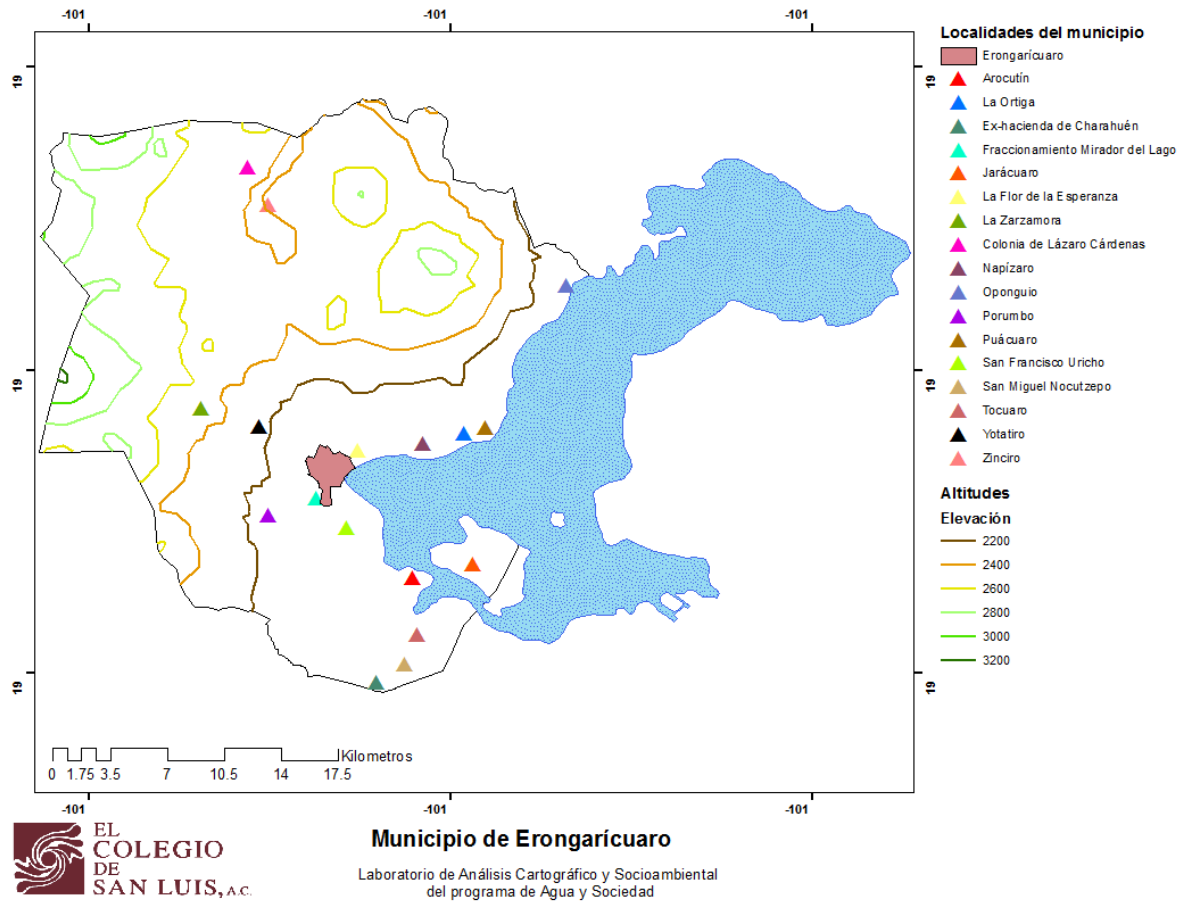 -101 -101 -101
19 19
19 19
19 19
Localidades del municipio
Erongarícuaro
Arocutín
La Ortiga
Ex-hacienda de Charahuén
Fraccionamiento Mirador del Lago
Jarácuaro
La Flor de la Esperanza
La Zarzamora
Colonia de Lázaro Cárdenas
Napízaro
Oponguio
Porumbo
Puácuaro
San Francisco Uricho
San Miguel Nocutzepo
Tocuaro
Yotatiro
Zinciro
Altitudes
Elevación
2200
2400
2600
2800
3000
3200
Kilometros
0 1.75 3.5 7 10.5 14 17.5
-101 -101 -101
EL
COLEGIO
DE
SAN LUIS, A.C.
Municipio de Erongarícuaro
Laboratorio de Análisis Cartográfico y Socioambiental
del programa de Agua y Sociedad